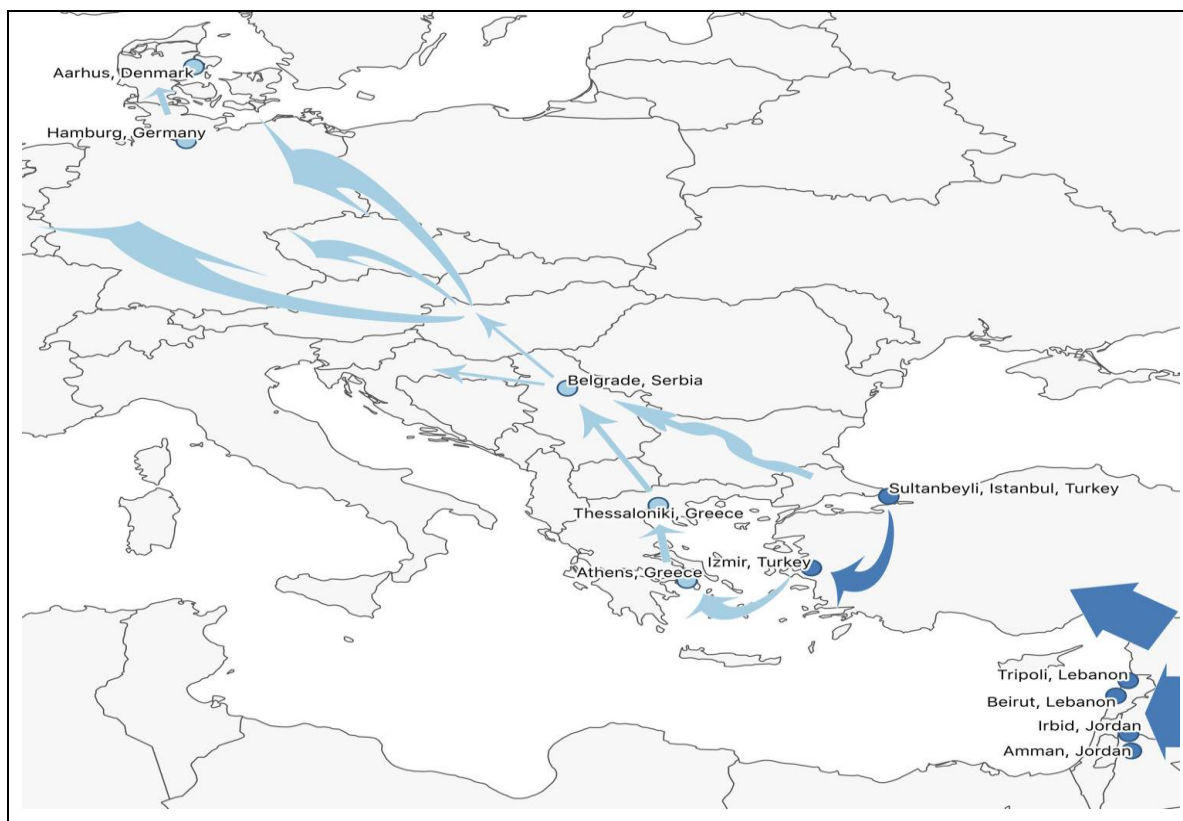 Aarhus, Denmark
Hamburg, Germany
Belgrade, Serbia
Sultanbeyli, Istanbul, Turkey
Thessaloniki, Greece
Izmir, Turkey
Athens, Greece
Tripoli, Lebanon
Beirut, Lebanon
Irbid, Jordan
Amman, Jordan